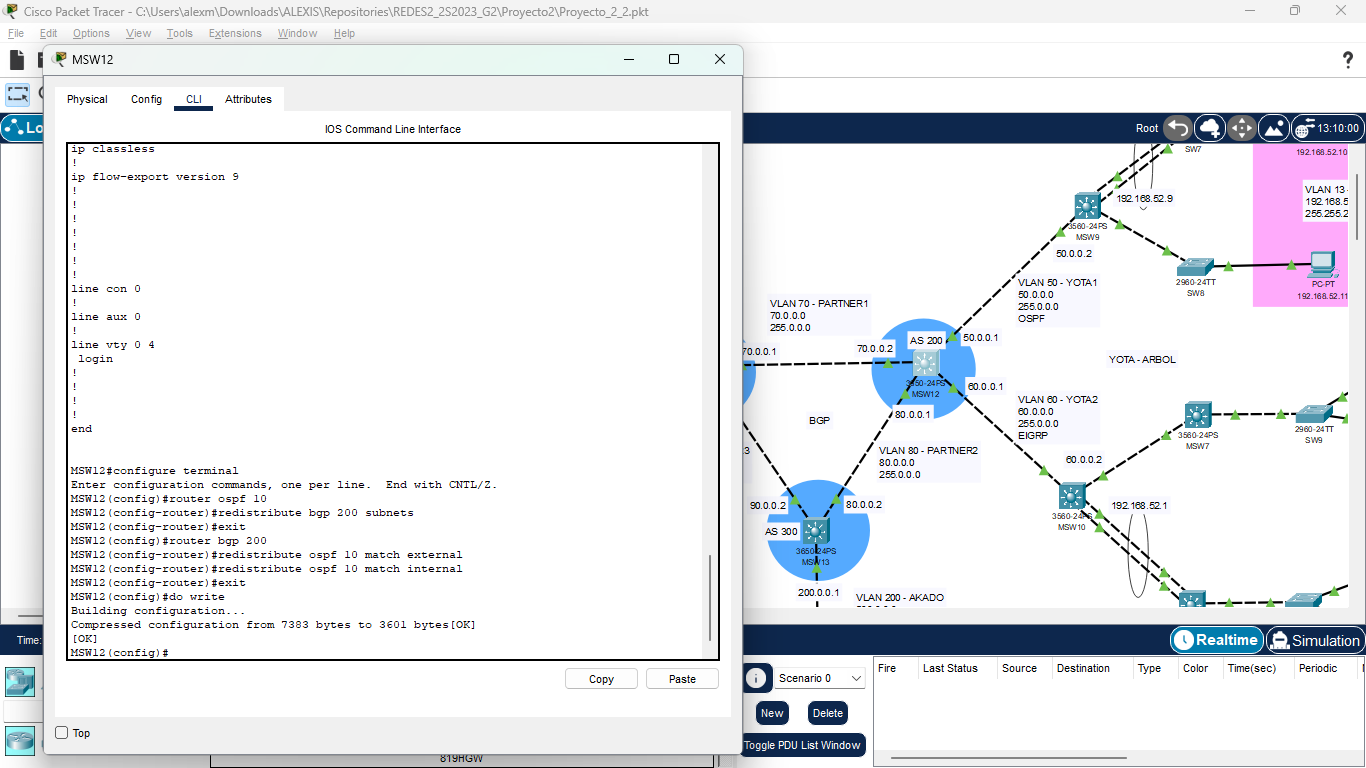 Cisco Packet Tracer - C:\Users\alexm\Downloads\ALEXIS\Repositories\REDES2_2S2023_G2\Proyecto2\Proyecto_2_2.pkt
File Edit Options View Tools Extensions Window Help
MSW12
Physical Config CLI Attributes
IOS Command Line Interface
ip classless
!
ip flow-export version 9
!
!
!
!
!
!
!
line con 0
!
line aux 0
!
line vty 0 4
login
!
!
!
!
end
MSW12#configure terminal
Enter configuration commands, one per line. End with CNTL/Z.
MSW12(config)#router ospf 10
MSW12(config-router)#redistribute bgp 200 subnets
MSW12(config-router)#exit
MSW12(config)#router bgp 200
MSW12(config-router)#redistribute ospf 10 match external
MSW12(config-router)#redistribute ospf 10 match internal
MSW12(config-router)#exit
MSW12(config)#do write
Building configuration...
Compressed configuration from 7383 bytes to 3601 bytes[OK]
[OK]
MSW12(config)#
Copy Paste
Top
Root 13:10:00
SW7
192.168.52.10
VLAN 13
192.168.5
255.255.2
192.168.52.9
3560-24PS
MSW9
50.0.0.2
2960-24TT
SW8
PC-PT
192.168.52.11
VLAN 50 - YOTA1
50.0.0.0
255.0.0.0
OSPF
VLAN 70 - PARTNER1
70.0.0.0
255.0.0.0
AS 200
50.0.0.1
70.0.0.1
70.0.0.2
YOTA - ARBOL
MSW12
60.0.0.1
80.0.0.1
BGP
VLAN 60 - YOTA2
60.0.0.0
255.0.0.0
EIGRP
3560-24PS
MSW7
2960-24TT
SW9
VLAN 80 - PARTNER2
80.0.0.0
255.0.0.0
60.0.0.2
90.0.0.2
80.0.0.2
AS 300
3650-24PS
MSW13
3560-24PS
MSW10
192.168.52.1
200.0.0.1
VLAN 200 - AKADO
Time:
Realtime Simulation
Scenario 0
New Delete
Toggle PDU List Window
Fire Last Status Source Destination Type Color Time(sec) Periodic
819HGW